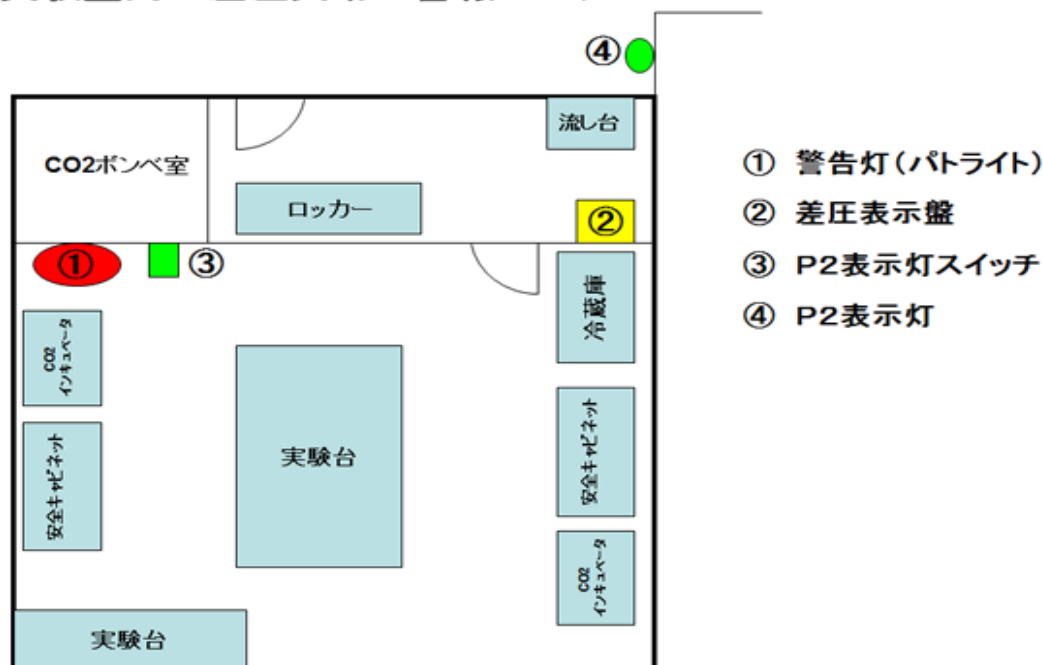 ④
流し台
CO2ボンベ室
ロッカー
②
①
③
冷蔵庫
CO2
インキュベータ
安全キャビネット
実験台
安全キャビネット
CO2
インキュベータ
実験台
① 警告灯(パトライト)
② 差圧表示盤
③ P2表示灯スイッチ
④ P2表示灯